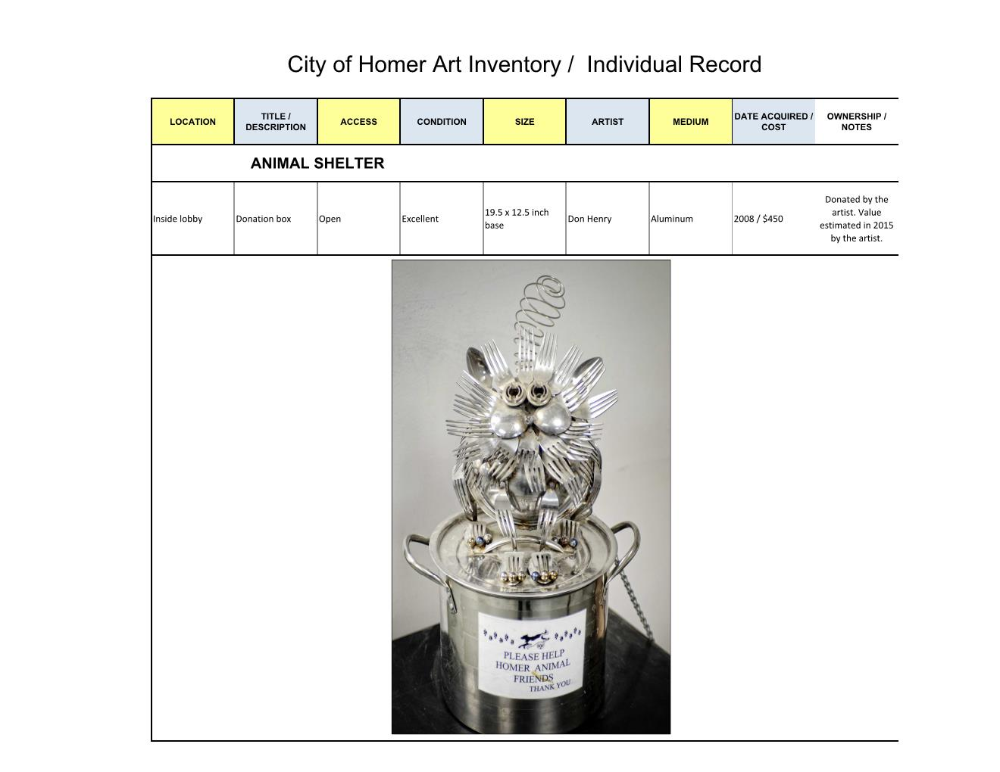 City of Homer Art Inventory /  Individual Record
LOCATION
TITLE /
DESCRIPTION
ACCESS
CONDITION
SIZE
ARTIST
MEDIUM
DATE ACQUIRED /
COST
OWNERSHIP /
NOTES
ANIMAL SHELTER
Inside lobby
Donation box
Open
Excellent
19.5 x 12.5 inch
base
Don Henry
Aluminum
2008 / $450
Donated by the
artist. Value
estimated in 2015
by the artist.
PLEASE HELP
HOMER ANIMAL
FRIENDS
THANK YOU